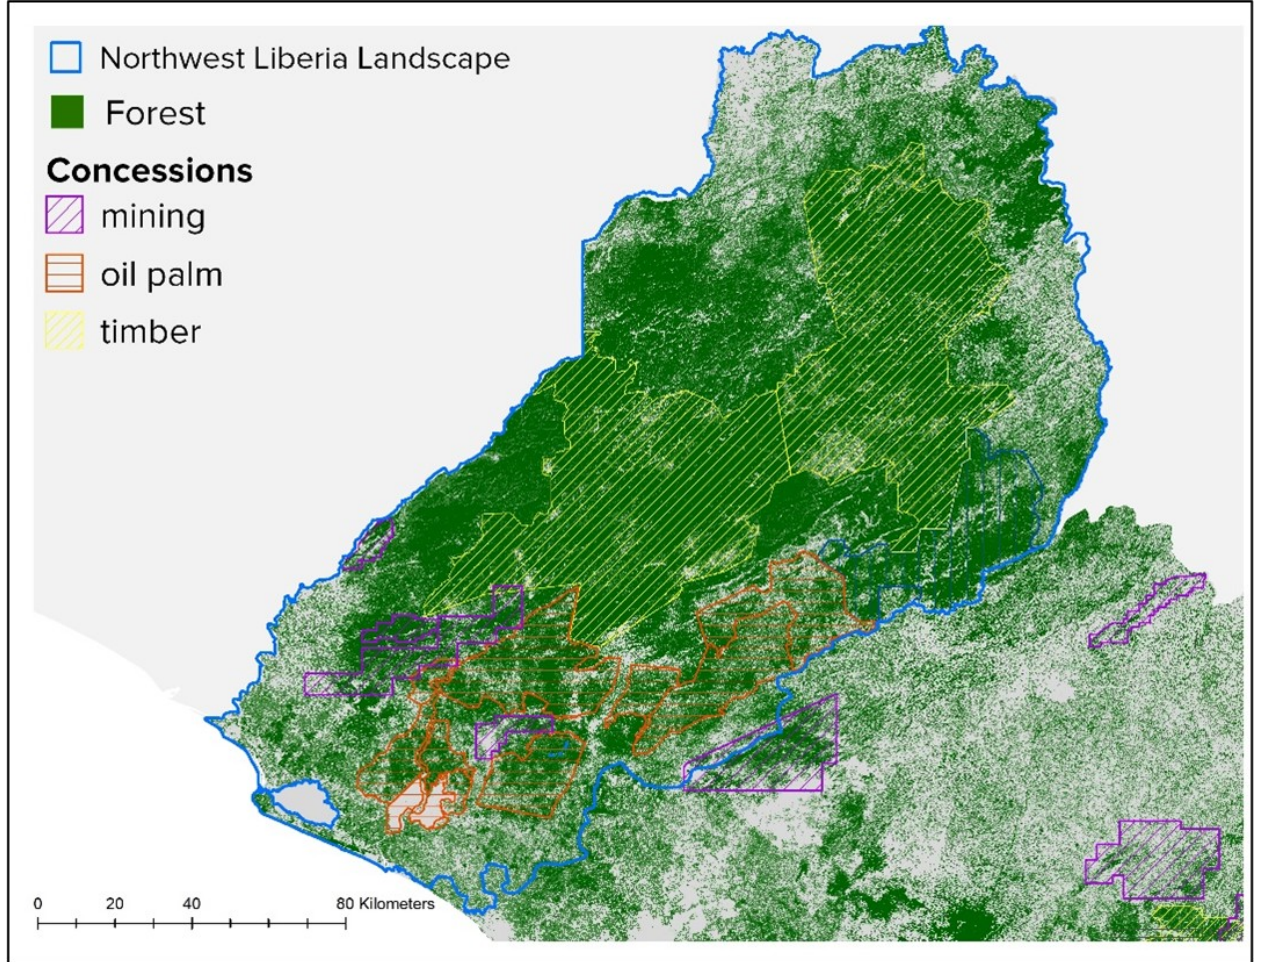 Northwest Liberia Landscape
Forest
Concessions
mining
oil palm
timber
0 20 40 80 Kilometers